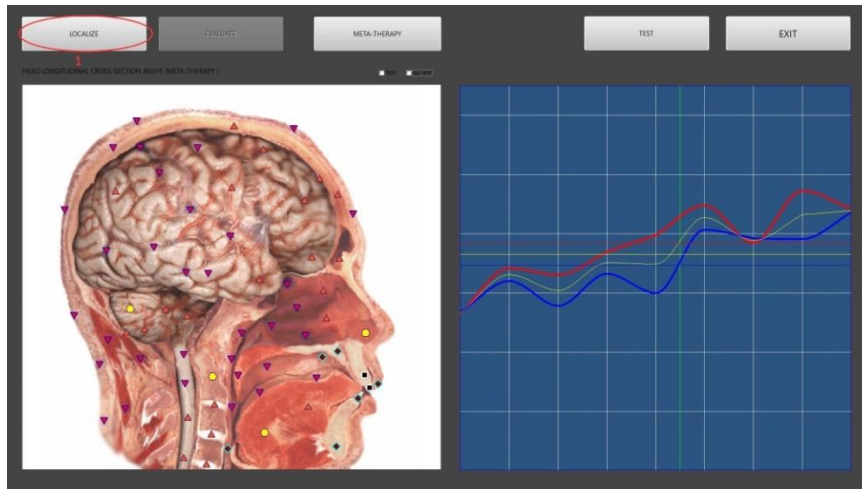 LOCALIZE
EVALUATE
META-THERAPY
TEST
EXIT
1
HEAD LONGITUDINAL CROSS-SECTION ,RIGHT (META-THERAPY )